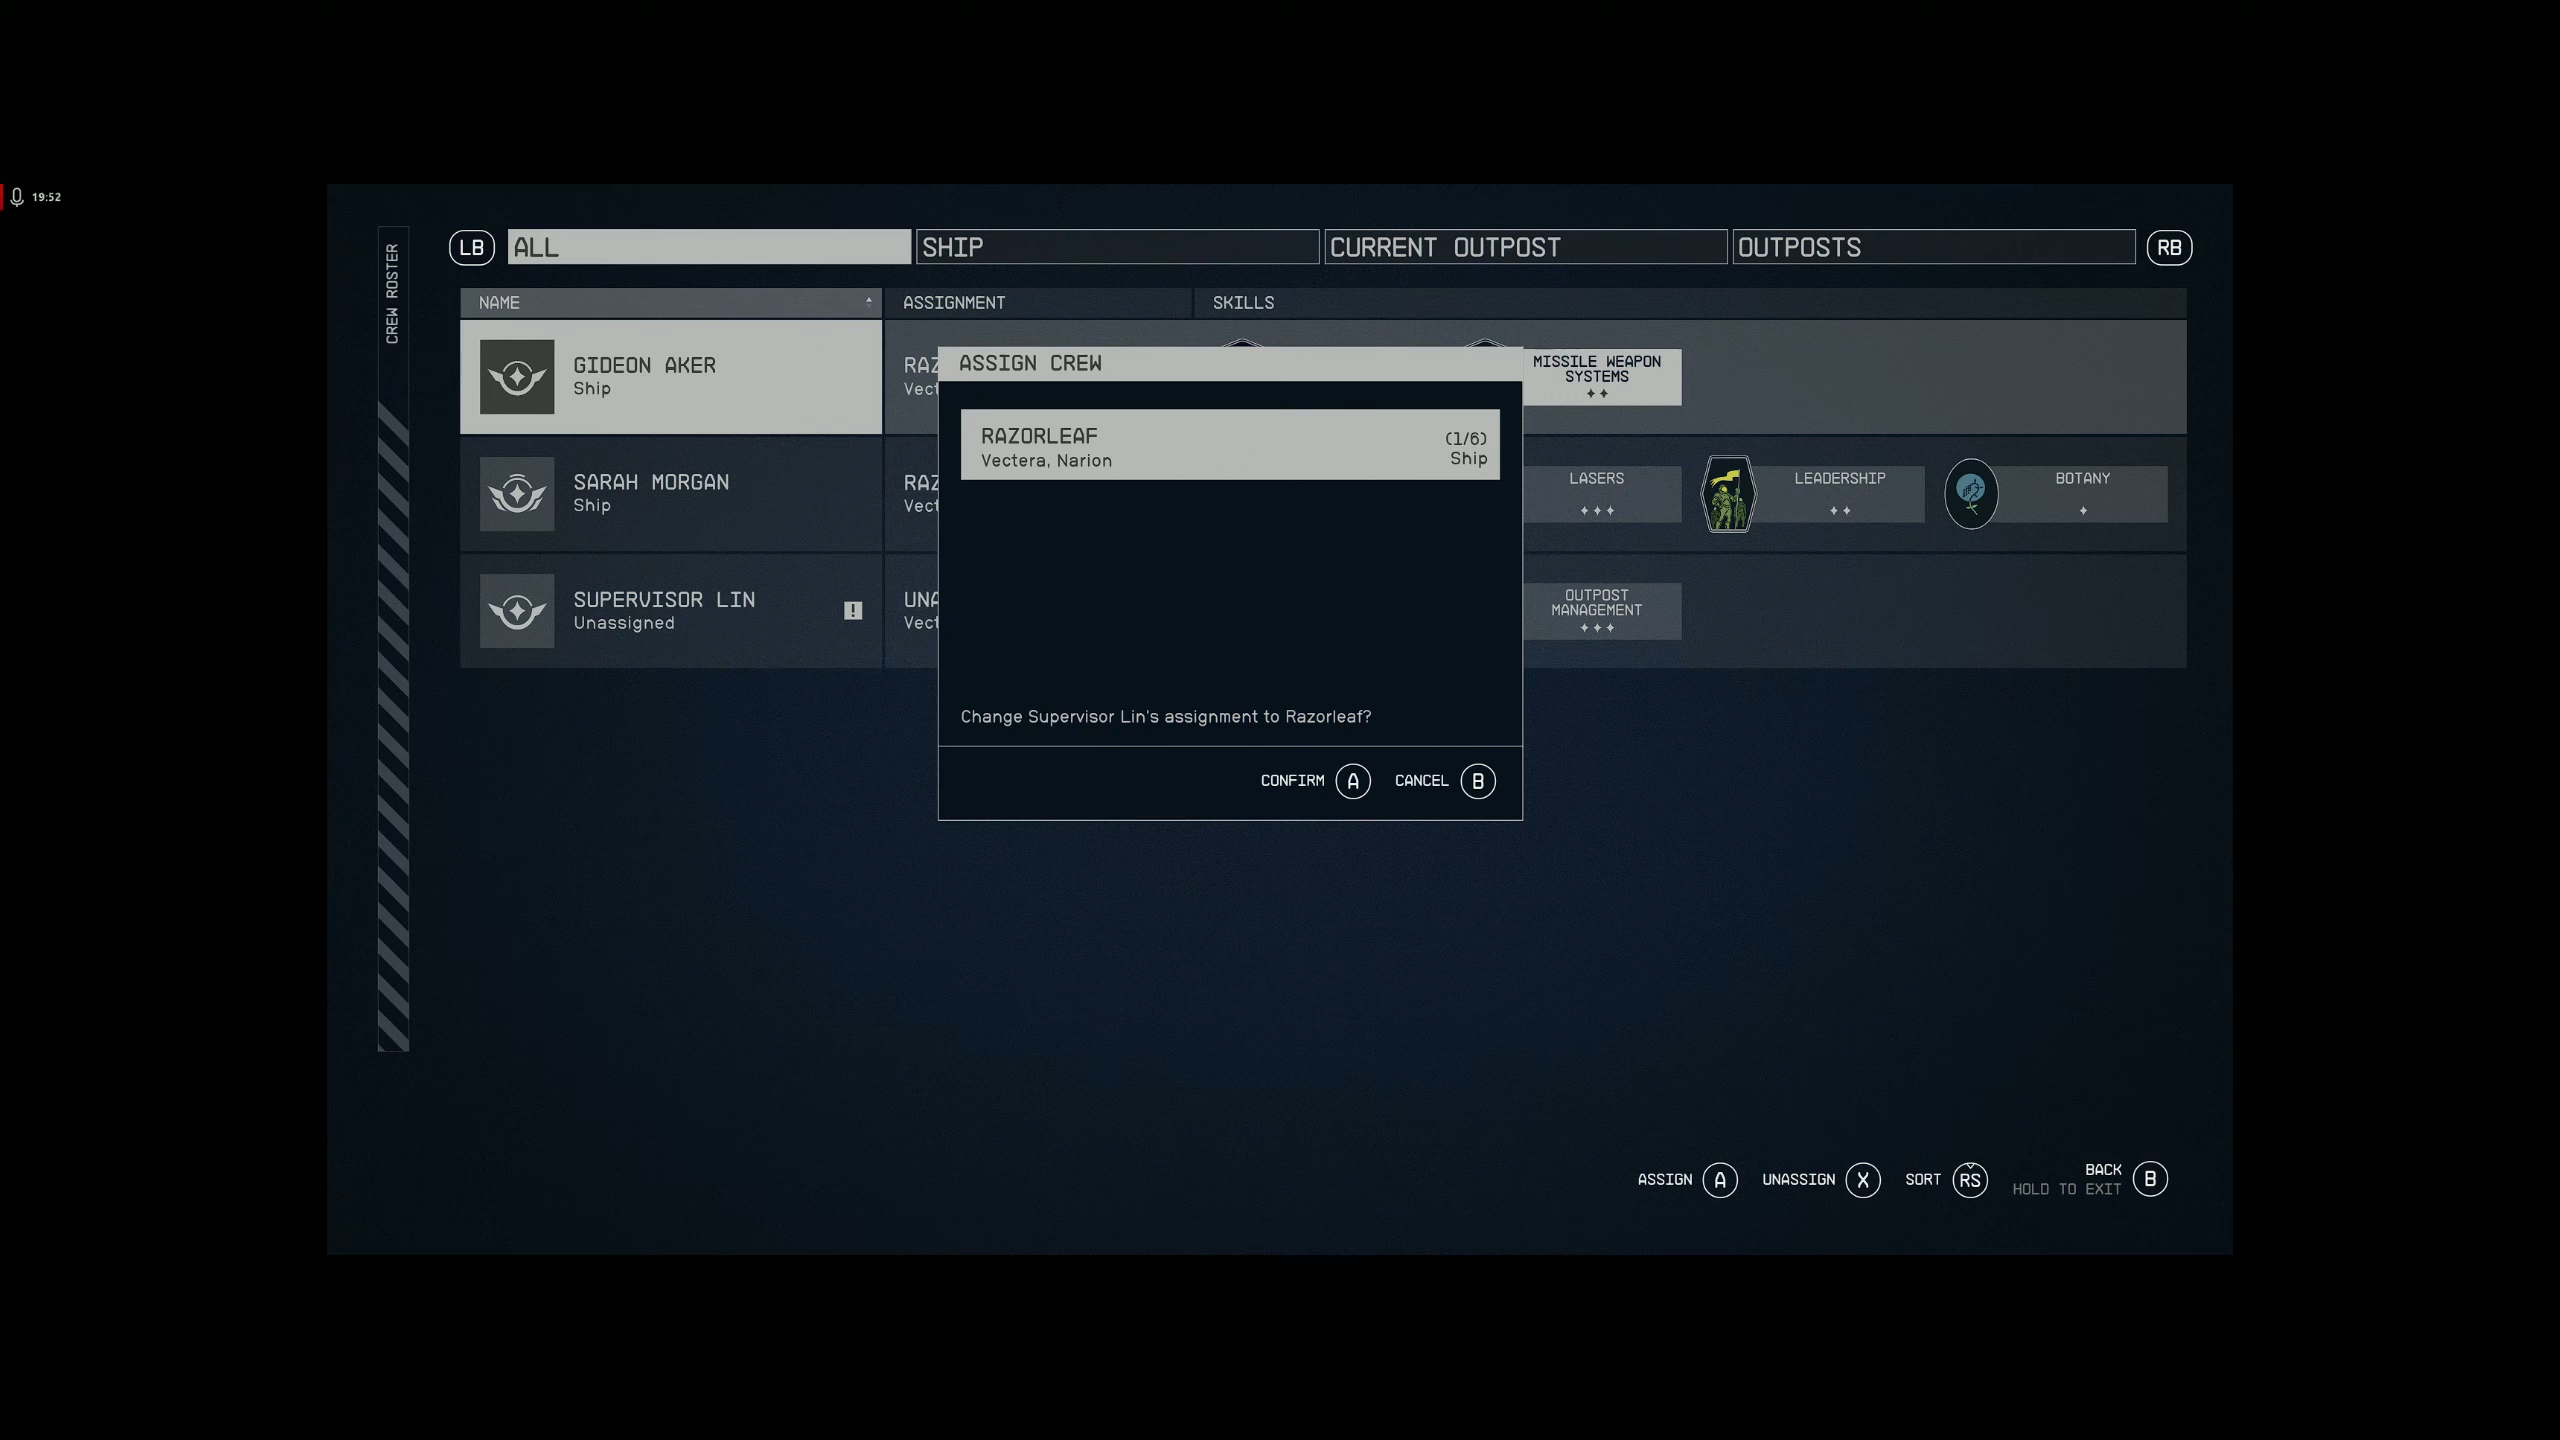 19:52
CREW ROSTER
LB
ALL
SHIP
CURRENT OUTPOST
OUTPOSTS
RB
NAME
ASSIGNMENT
SKILLS
GIDEON AKER
Ship
RAZ
Vect
MISSILE WEAPON
SYSTEMS
SARAH MORGAN
Ship
RAZ
Vect
LASERS
LEADERSHIP
BOTANY
SUPERVISOR LIN
Unassigned
!
UNA
Vect
OUTPOST
MANAGEMENT
ASSIGN CREW
RAZORLEAF
(1/6)
Vectera, Narion
Ship
Change Supervisor Lin's assignment to Razorleaf?
CONFIRM A
CANCEL B
ASSIGN A
UNASSIGN X
SORT RS
BACK
HOLD TO EXIT
B